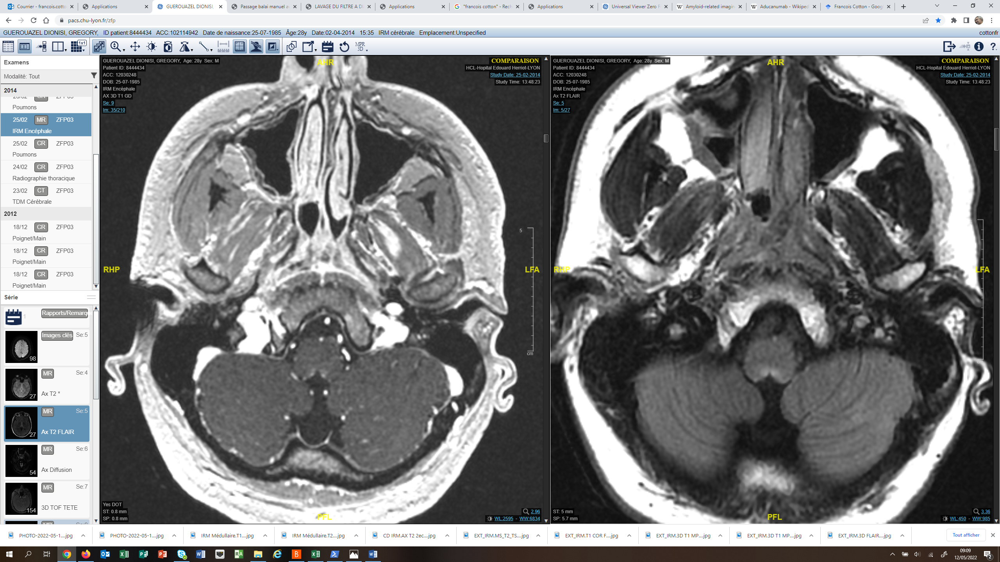 Courrier - francois.cotto
Applications
GUEROUAZEL DIONISI,
Passage balai manuel a
LAVAGE DU FILTRE A D
Applications
"francois cotton" - Rech
Applications
Universal Viewer Zero F
Amyloid-related imagin
Aducanumab - Wikiped
Francois Cotton - Goog
pacs.chu-lyon.fr/zfp
GUEROUAZEL DIONISI, GREGORY, ID patient:8444434 ACC:102114942 Date de naissance:25-07-1985 Âge:28y Date:02-04-2014 15:35 IRM cérébrale Emplacement:Unspecified
cottonfr
1x1
MPR
3D
Examens
Modalité: Tout
2014
Poumons
25/02 MR ZFP03
IRM Encéphale
25/02 CR ZFP03
Poumons
24/02 CR ZFP03
Radiographie thoracique
23/02 CT ZFP03
TDM Cérébrale
2012
18/12 CR ZFP03
Poignet/Main
18/12 CR ZFP03
Poignet/Main
18/12 CR ZFP03
Poignet/Main
Série
1
Rapports/Remarqu
Images clés Se:5
98
MR Se:4
Ax T2 *
27
MR Se:5
Ax T2 FLAIR
27
MR Se:6
Ax Diffusion
54
MR Se:7
3D TOF TETE
154
GUEROUAZEL DIONISI, GREGORY, Age: 28y Sex: M
Patient ID: 8444434
ACC: 12030248
DOB: 25-07-1985
IRM Encéphale
AX 3D T1 GD
Se: 9
Im: 35/210
AHR
COMPARAISON
HCL-Hopital Edouard Herriot-LYON
Study Date: 25-02-2014
Study Time: 13:48:23
RHP
LFA
5
cm
Yes DOT
ST: 0.8 mm
SP: 0.8 mm
PFL
2.96
WL:2595 - WW:6834
GUEROUAZEL DIONISI, GREGORY, Age: 28y Sex: M
Patient ID: 8444434
ACC: 12030248
DOB: 25-07-1985
IRM Encéphale
Ax T2 FLAIR
Se: 5
Im: 5/27
AHR
COMPARAISON
HCL-Hopital Edouard Herriot-LYON
Study Date: 25-02-2014
Study Time: 13:48:23
RHP
LFA
ST: 5 mm
SP: 5.7 mm
PFL
3.36
WL:450 - WW:985
PHOTO-2022-05-1....jpg
PHOTO-2022-05-1....jpg
IRM Médullaire.T1....jpg
IRM Médullaire.T2....jpg
CD IRM.AX T2 2ec....jpg
EXT_IRM.MS_T2_TS....jpg
EXT_IRM.T1 COR F....jpg
EXT_IRM.3D T1 MP....jpg
EXT_IRM.3D T1 MP....jpg
EXT_IRM.3D FLAIR....jpg
Tout afficher
RA
09:09
12/05/2022
2